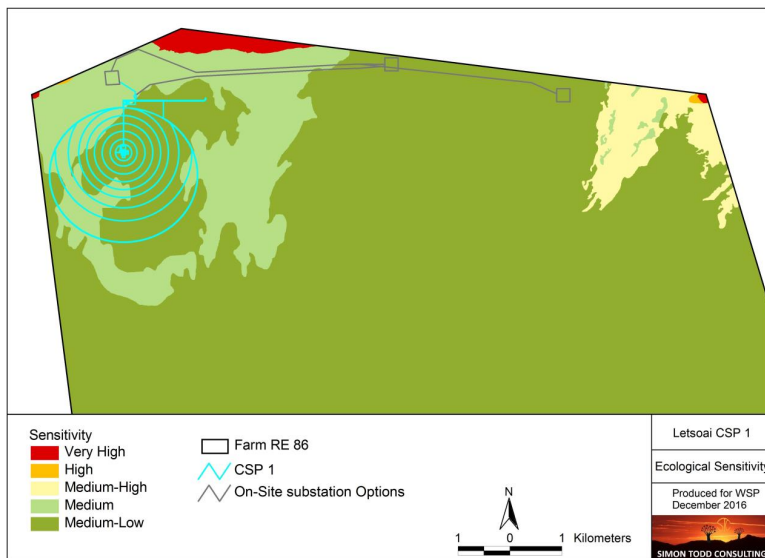 Sensitivity
Very High
High
Medium-High
Medium
Medium-Low
Farm RE 86
CSP 1
On-Site substation Options
N
1 0 1 Kilometers
Letsoai CSP 1
Ecological Sensitivity
Produced for WSP
December 2016
SIMON TODD CONSULTING